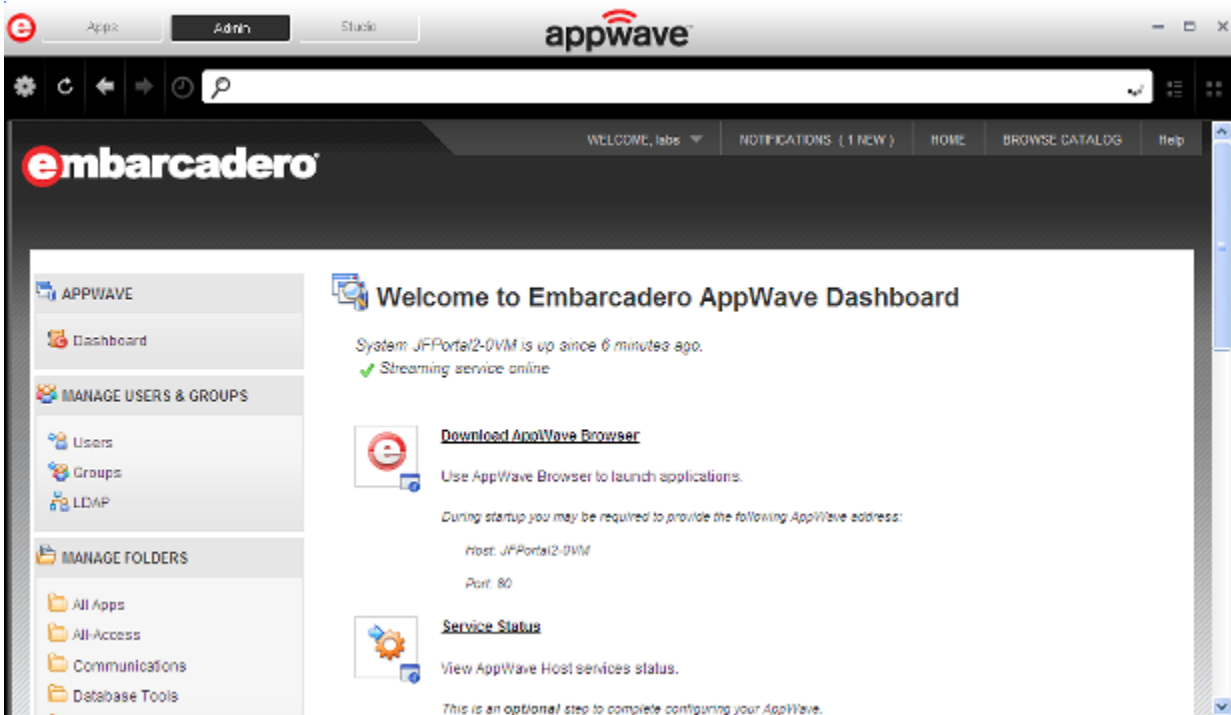 Apps Admin Studio appwave
WELCOME, labs NOTIFICATIONS ( 1 NEW ) HOME BROWSE CATALOG Help
embarcadero
APPWAVE
Dashboard
MANAGE USERS & GROUPS
Users
Groups
LDAP
MANAGE FOLDERS
All Apps
All-Access
Communications
Database Tools
Welcome to Embarcadero AppWave Dashboard
System JFPortal2-0VM is up since 6 minutes ago.
Streaming service online
Download AppWave Browser
Use AppWave Browser to launch applications.
During startup you may be required to provide the following AppWave address:
Host: JFPortal2-0VM
Port: 80
Service Status
View AppWave Host services status.
This is an optional step to complete configuring your AppWave.